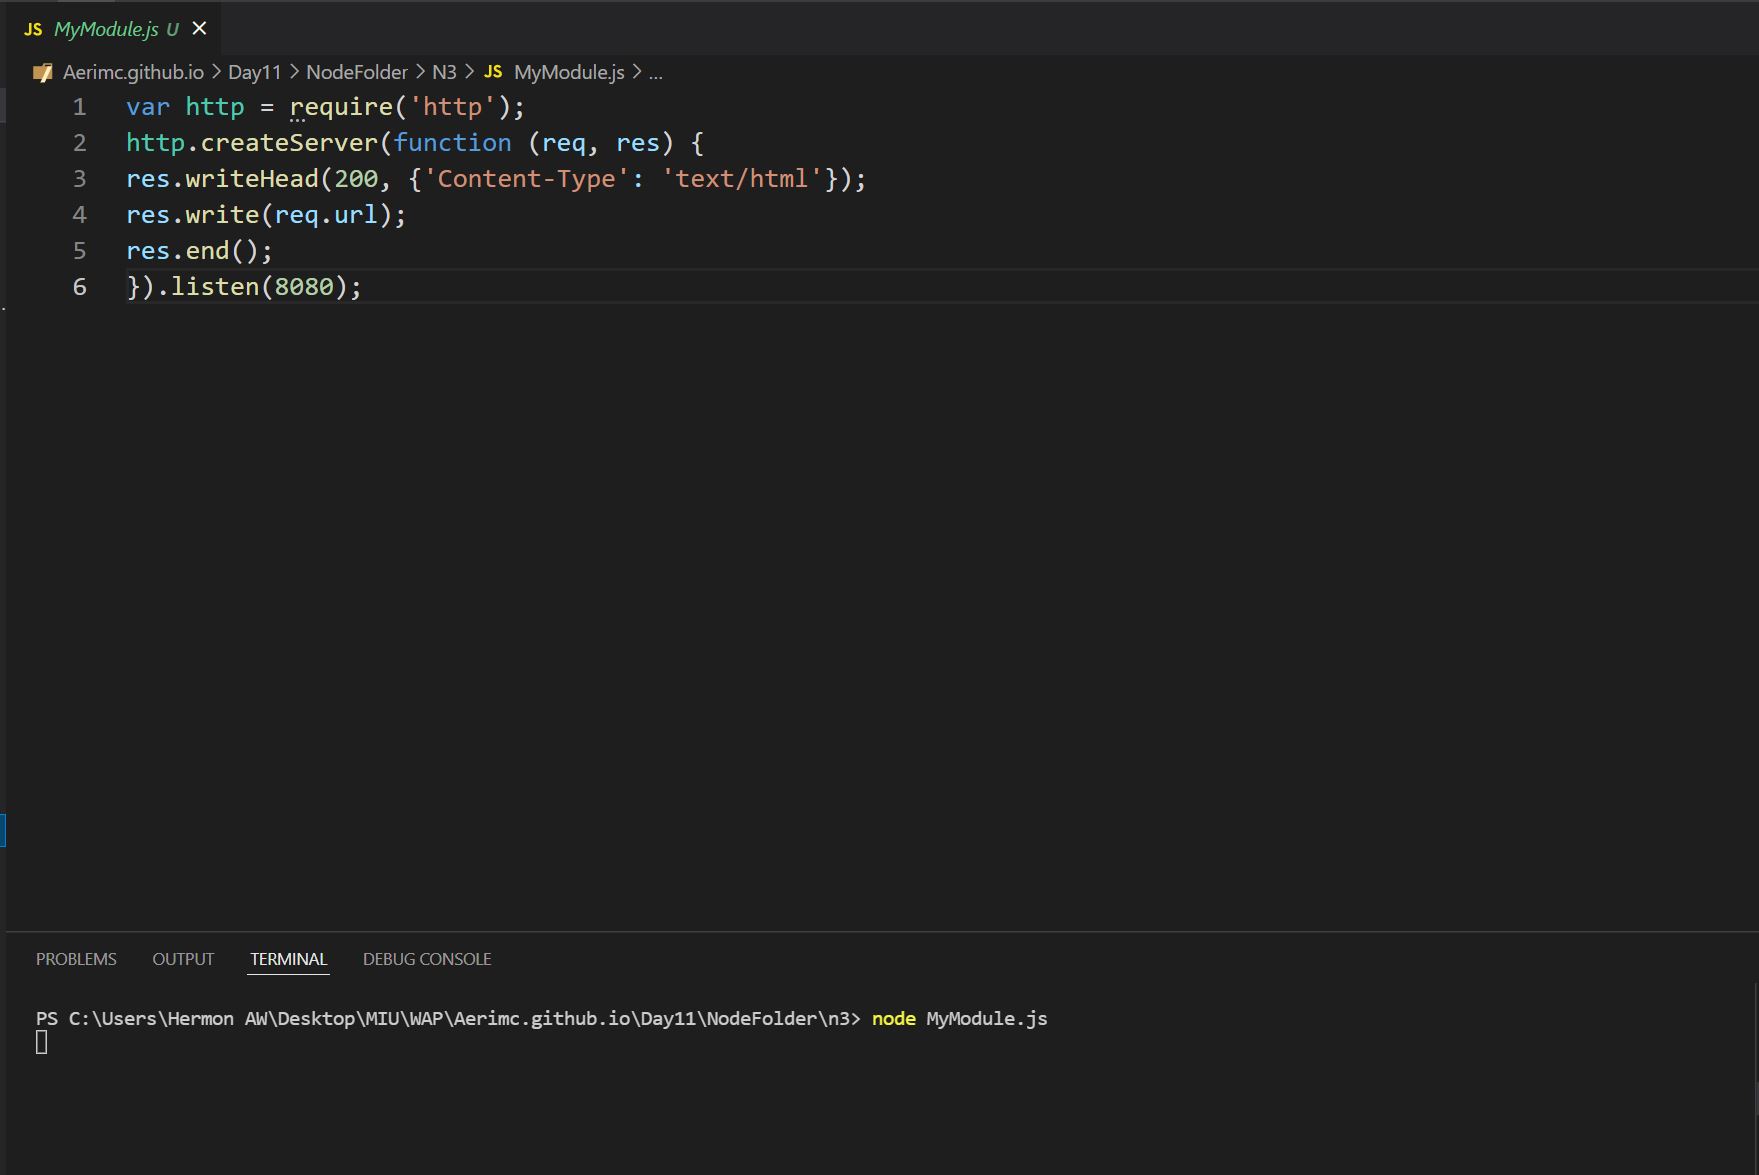 JS MyModule.js U
Aerimc.github.io > Day11 > NodeFolder > N3 > JS MyModule.js > ...
1 var http = require('http');
2 http.createServer(function (req, res) {
3 res.writeHead(200, {'Content-Type': 'text/html'});
4 res.write(req.url);
5 res.end();
6 }).listen(8080);
PROBLEMS OUTPUT TERMINAL DEBUG CONSOLE
PS C:\Users\Hermon AW\Desktop\MIU\WAP\Aerimc.github.io\Day11\NodeFolder\n3> node MyModule.js